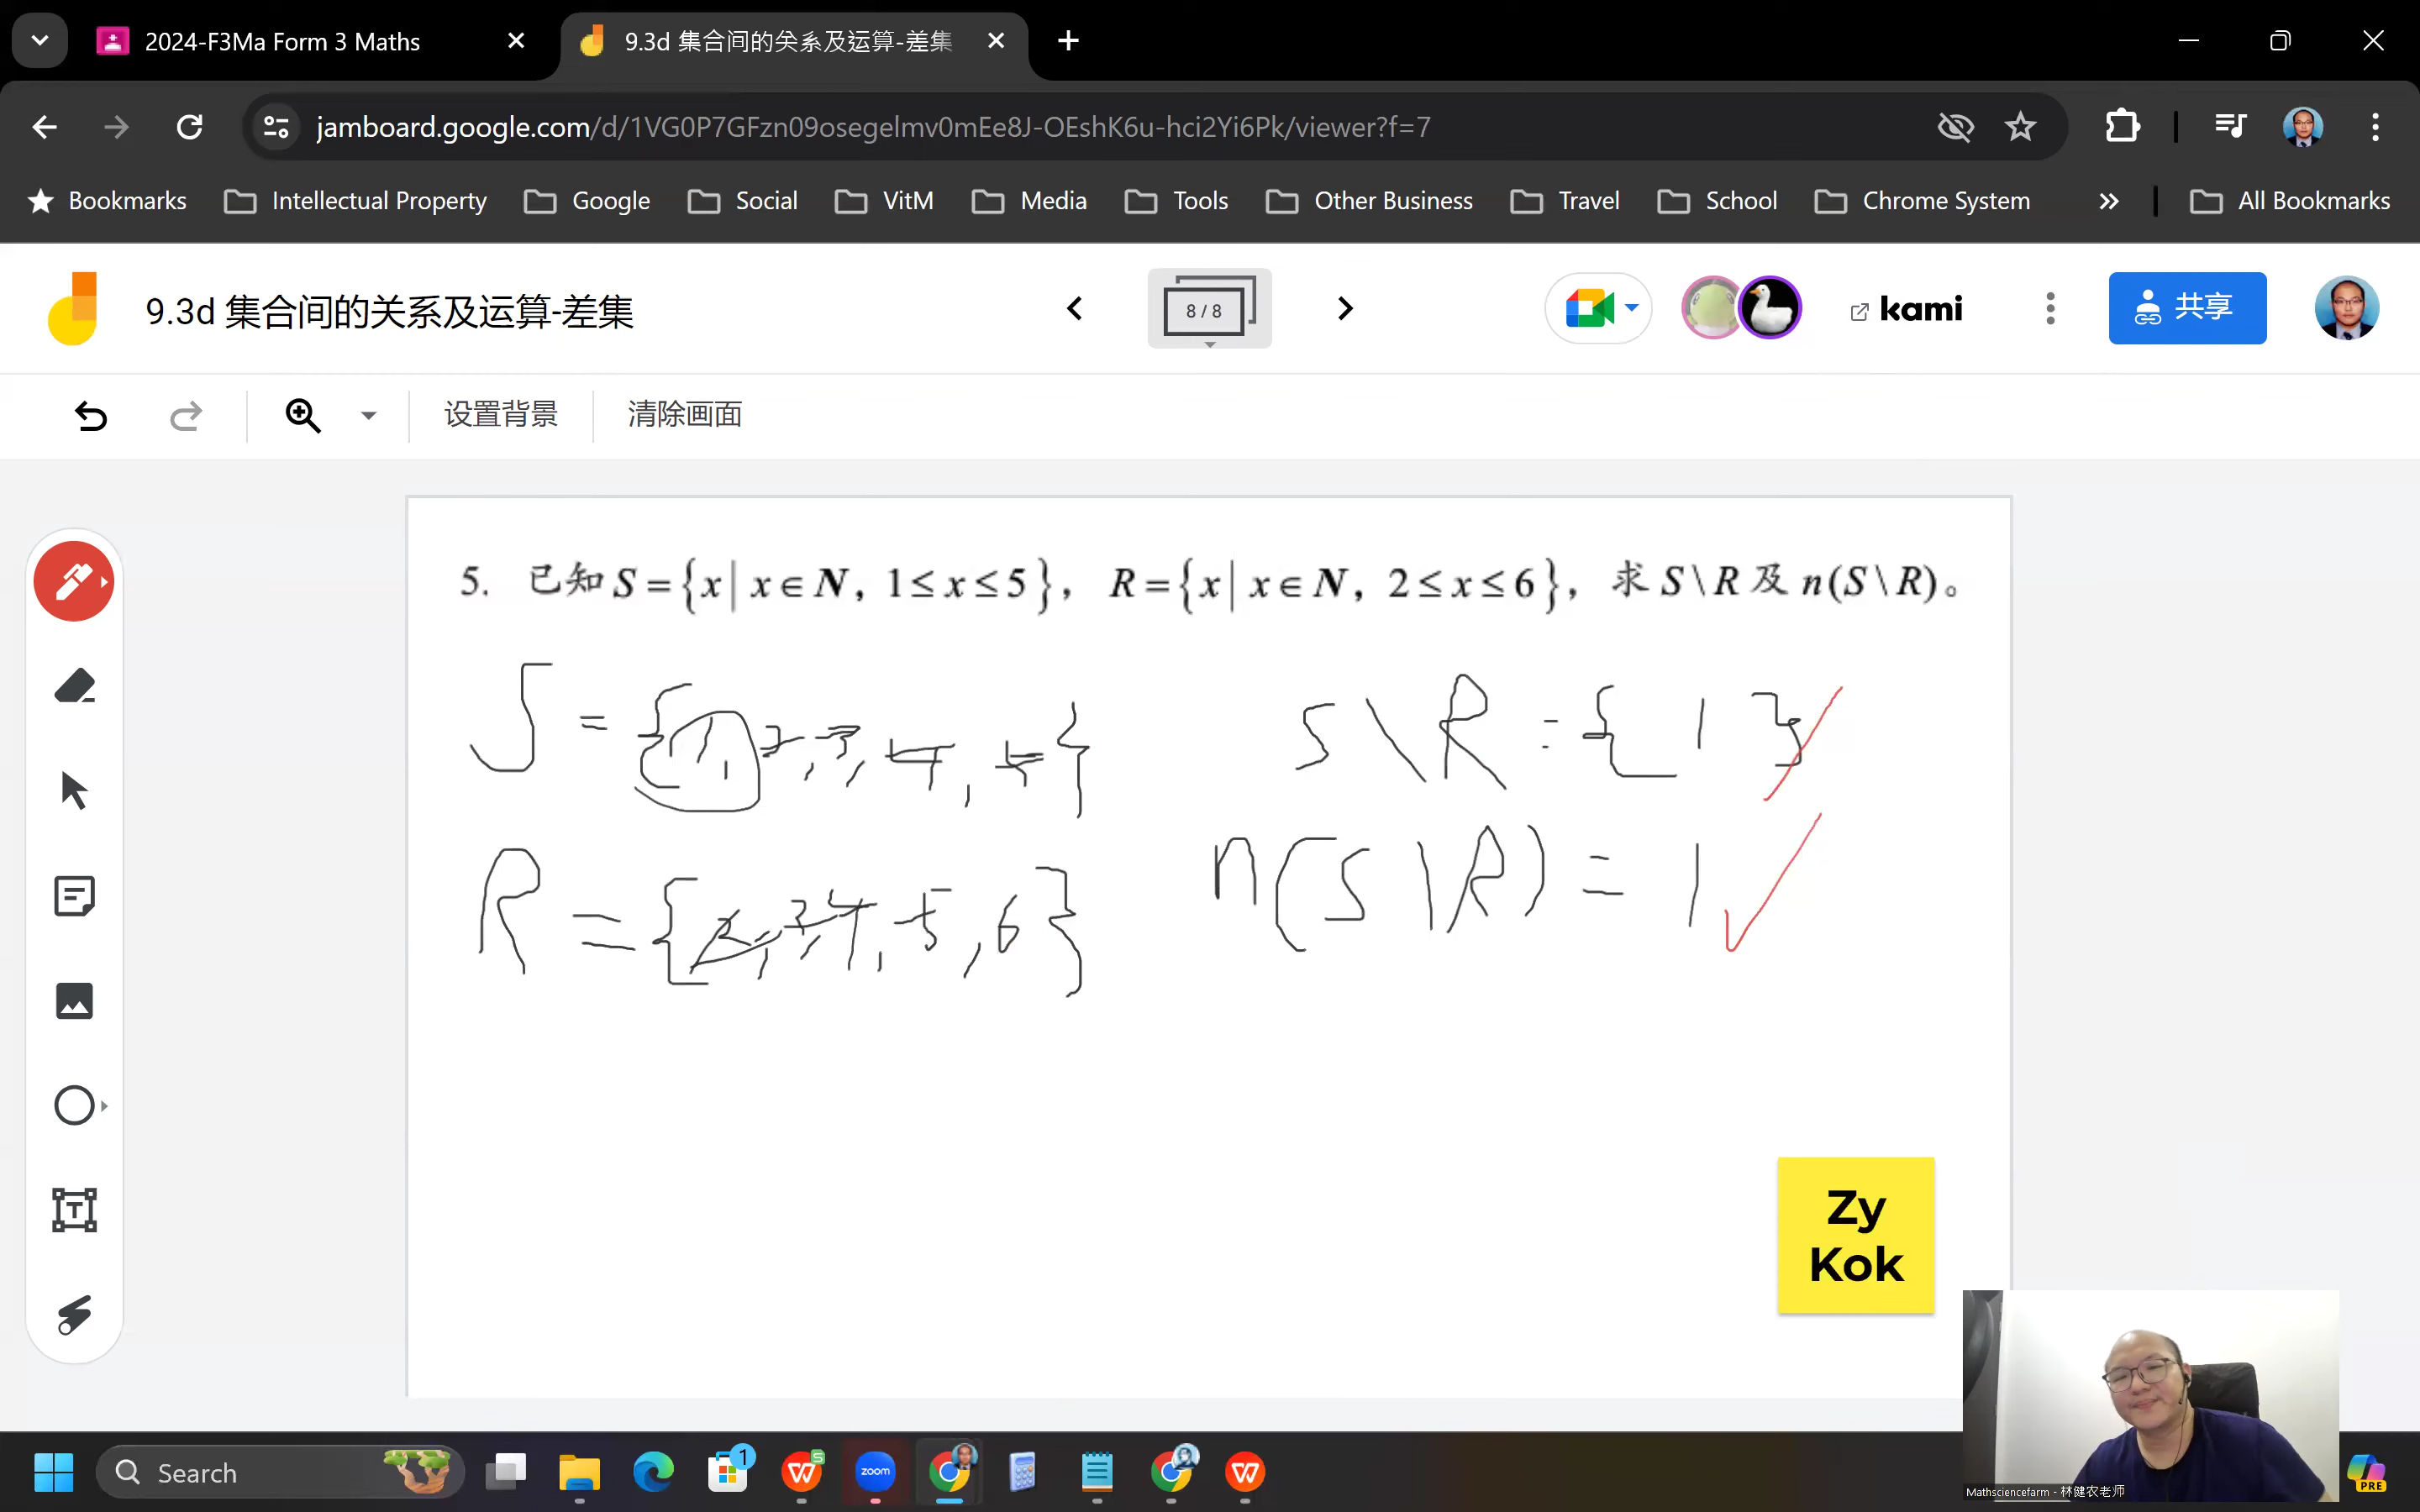 2024-F3Ma Form 3 Maths
9.3d 集合间的关系及运算-差集
jamboard.google.com/d/1VG0P7GFzn09osegelmv0mEe8J-OEshK6u-hci2Yi6Pk/viewer?f=7
Bookmarks Intellectual Property Google Social VitM Media Tools Other Business Travel School Chrome System » All Bookmarks
9.3d 集合间的关系及运算-差集
8 / 8
kami
共享
设置背景 清除画面
5. 已知 S = {x | x ∈ N, 1 ≤ x ≤ 5}, R = {x | x ∈ N, 2 ≤ x ≤ 6}, 求 S \ R 及 n(S \ R)。
S = {1, 2, 3, 4, 5}
S \ R = { 1 }
R = {2, 3, 4, 5, 6}
n(S \ R) = 1
Zy
Kok
Mathsciencefarm - 林健农老师
Search
1
zoom
PRE